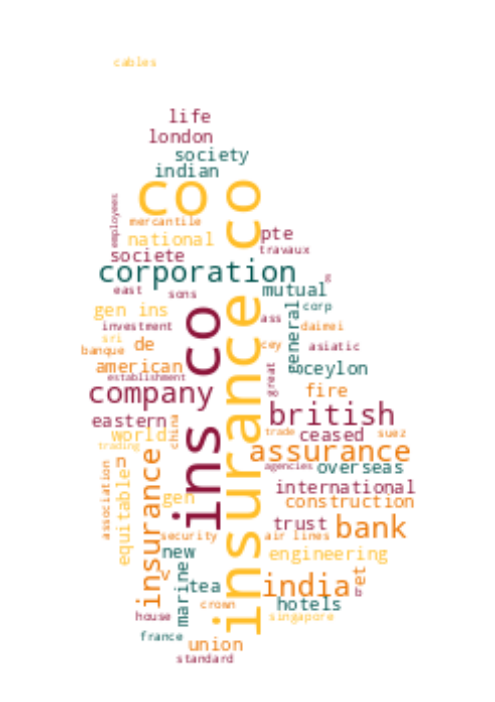 cables
life
london
society
indian
co
insurance co
employees
mercantile
national
pte
travaux
societe
corporation
east
sons
g
mutual
gen ins
ins co
corp
general
ass
daimei
investment
sri
de
cey
asiatic
banque
american
establishment
great
ceylon
company
fire
eastern
british
world
china
trade
ceased
suez
trading
assurance
association
equitable
insurance
agencies
overseas
international
gen
construction
trust
bank
security
air lines
new
engineering
v
tea
marine
india
et
hotels
crown
house
singapore
france
union
standard